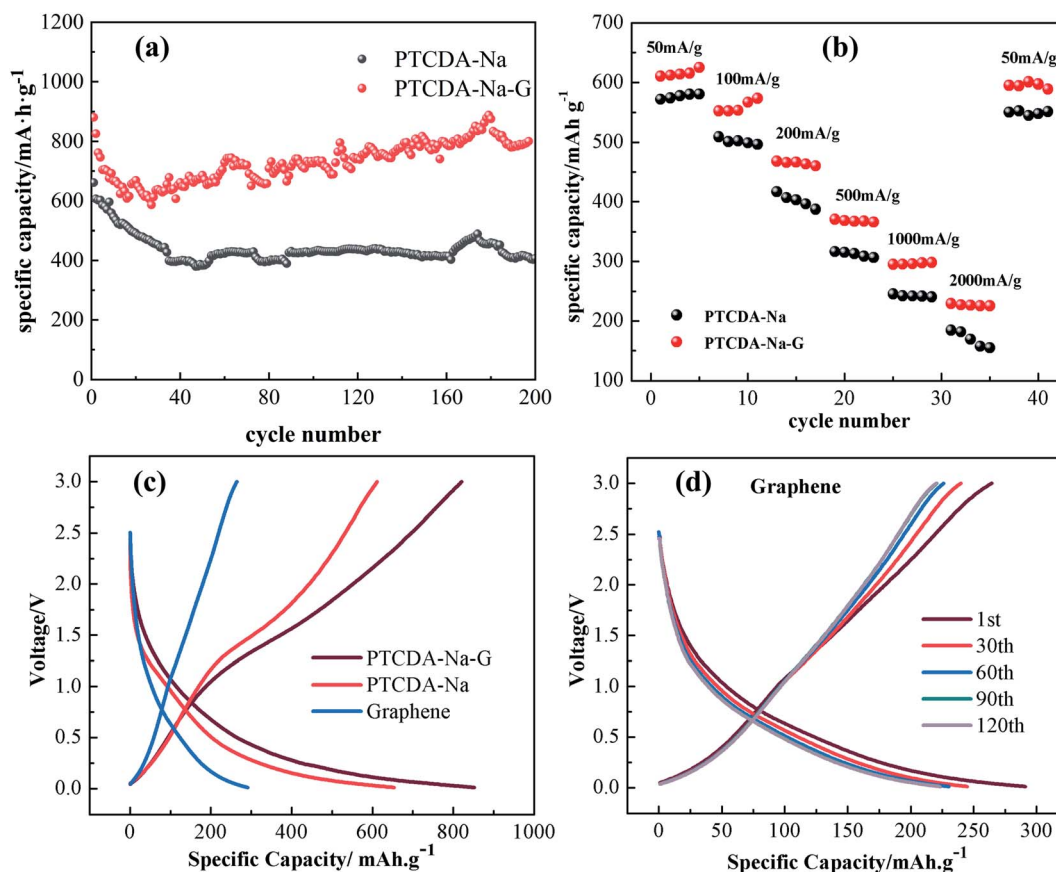 (a)
PTCDA-Na
PTCDA-Na-G
specific capacity/mA·h·g⁻¹
1200
1000
800
600
400
200
0
0 40 80 120 160 200
cycle number
(b)
50mA/g
100mA/g
200mA/g
500mA/g
1000mA/g
2000mA/g
50mA/g
PTCDA-Na
PTCDA-Na-G
specific capacity/mAh g⁻¹
700
600
500
400
300
200
100
0 10 20 30 40
cycle number
(c)
PTCDA-Na-G
PTCDA-Na
Graphene
Voltage/V
3.0
2.5
2.0
1.5
1.0
0.5
0.0
0 200 400 600 800 1000
Specific Capacity/ mAh.g⁻¹
(d)
Graphene
1st
30th
60th
90th
120th
Voltage/V
3.0
2.5
2.0
1.5
1.0
0.5
0.0
0 50 100 150 200 250 300
Specific Capacity/mAh.g⁻¹